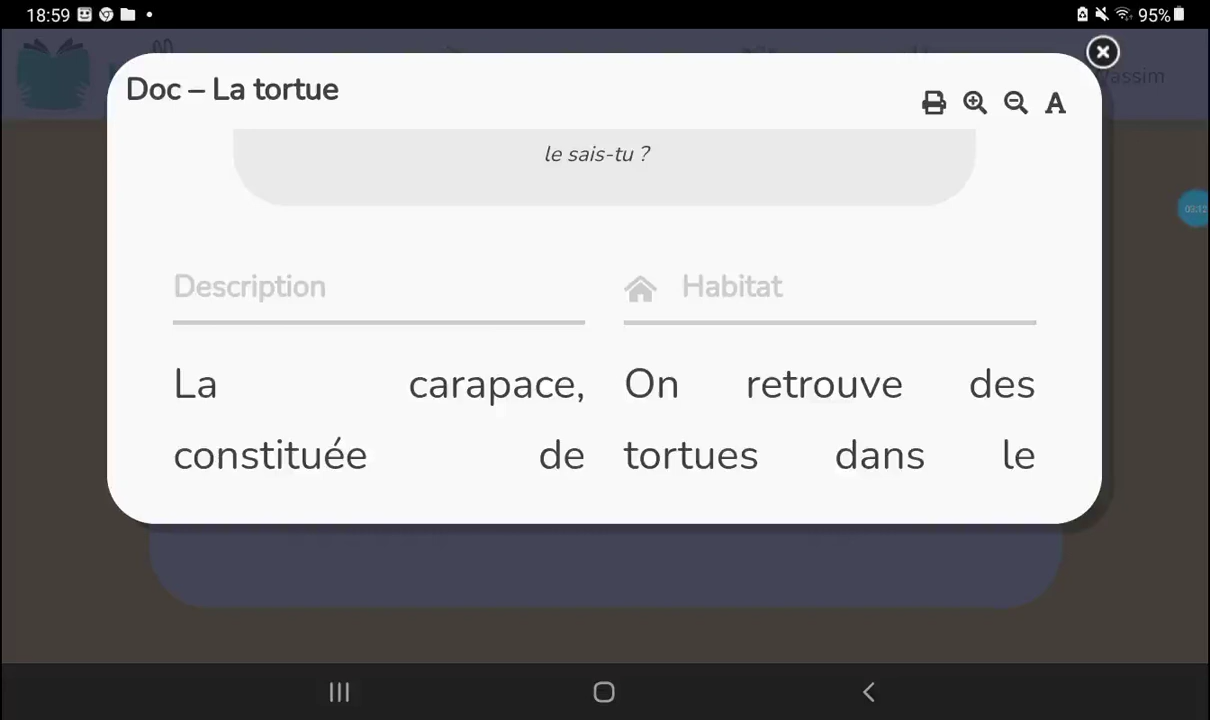 18:59
95%
Doc – La tortue
A
le sais-tu ?
Description
La carapace,
constituée de
Habitat
On retrouve des
tortues dans le